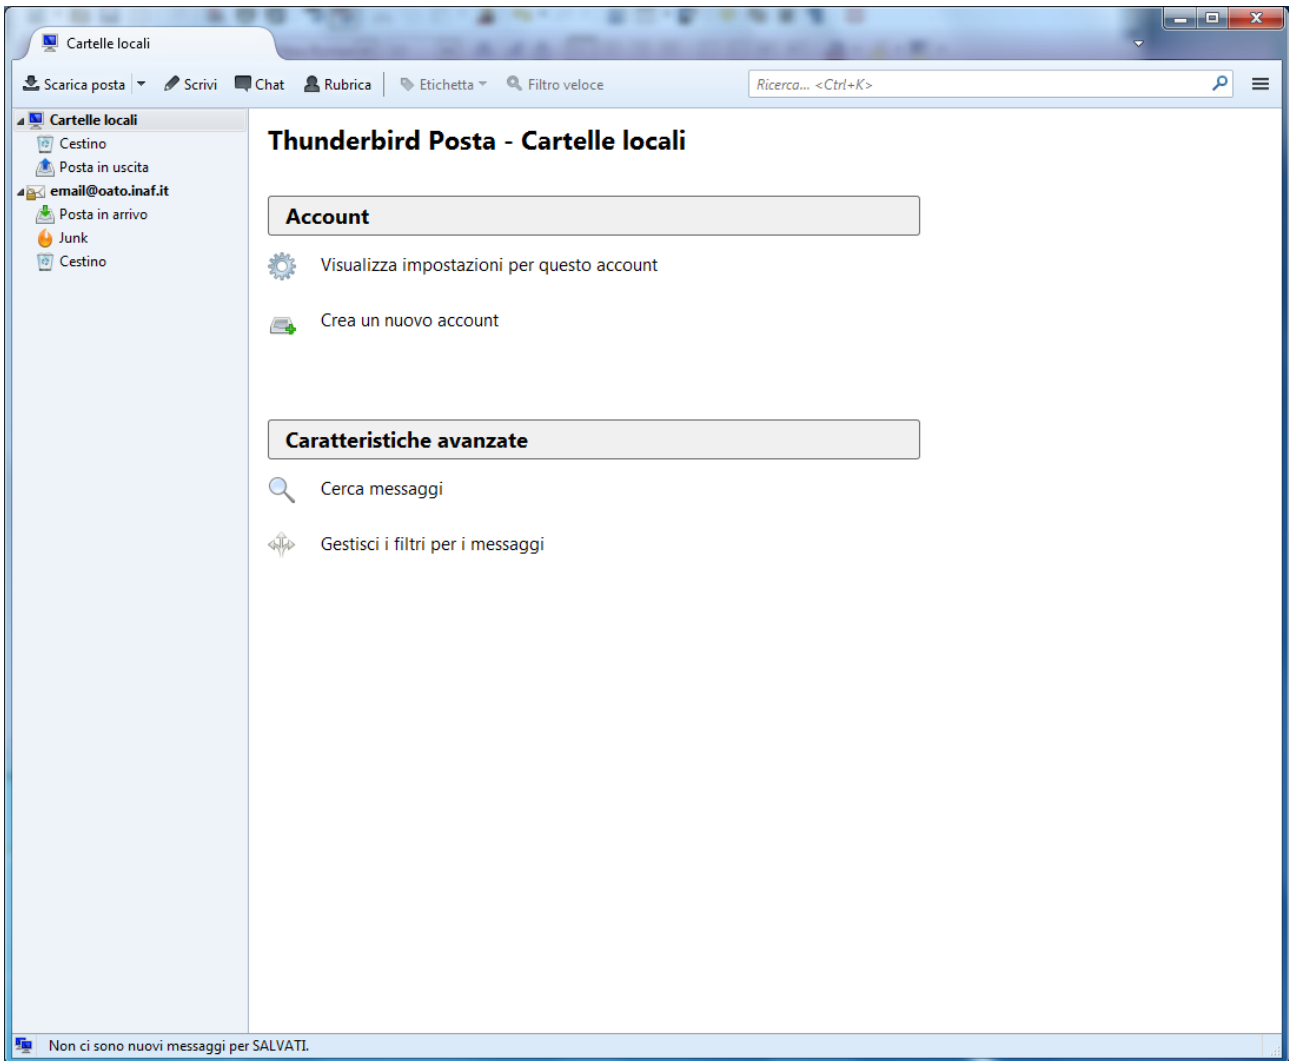 Cartelle locali
Scarica posta Scrivi Chat Rubrica Etichetta Filtro veloce Ricerca... <Ctrl+K>
Cartelle locali
Cestino
Posta in uscita
email@oato.inaf.it
Posta in arrivo
Junk
Cestino
Thunderbird Posta - Cartelle locali
Account
Visualizza impostazioni per questo account
Crea un nuovo account
Caratteristiche avanzate
Cerca messaggi
Gestisci i filtri per i messaggi
Non ci sono nuovi messaggi per SALVATI.